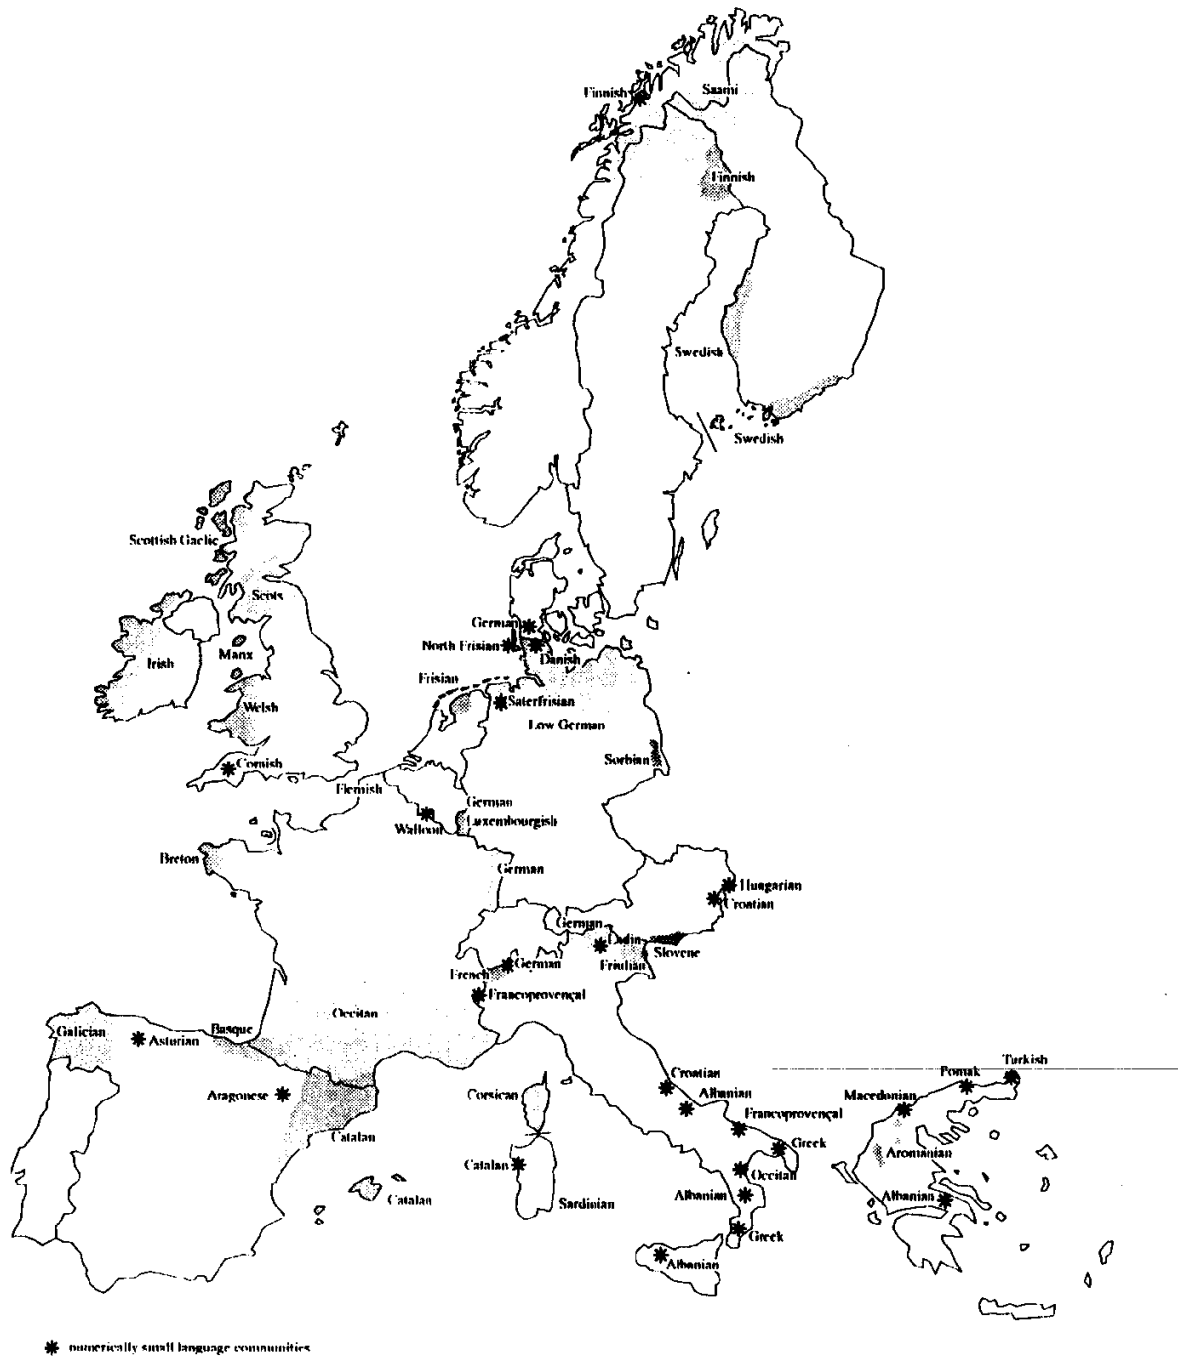 Finnish
Saami
Finnish
Swedish
Swedish
Scottish Gaelic
Scots
German
North Frisian
Danish
Manx
Irish
Frisian
Saterfrisian
Welsh
Low German
Cornish
Sorbian
Flemish
German
Luxembourgish
Walloon
Breton
German
Hungarian
Croatian
German
Ladin
Slovene
Friulian
German
French
Francoprovençal
Occitan
Galician
Basque
Asturian
Turkish
Pomak
Croatian
Aragonese
Corsican
Albanian
Macedonian
Francoprovençal
Catalan
Greek
Aromanian
Catalan
Occitan
Catalan
Albanian
Albanian
Sardinian
Greek
Albanian
numerically small language communities